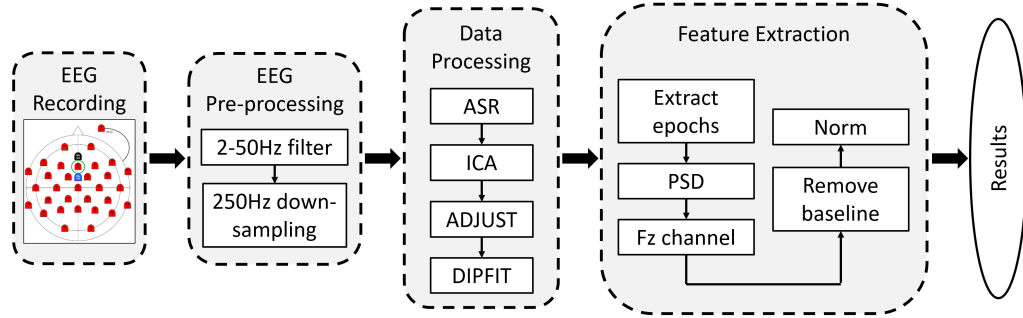 EEG
Recording
EEG
Pre-processing
2-50Hz filter
250Hz down-
sampling
Data
Processing
ASR
ICA
ADJUST
DIPFIT
Feature Extraction
Extract
epochs
PSD
Fz channel
Norm
Remove
baseline
Results